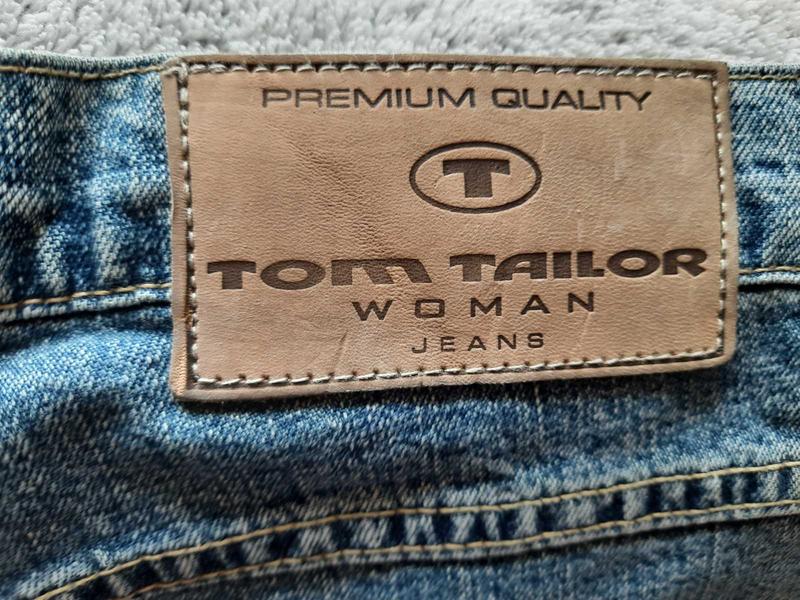 PREMIUM QUALITY
T
TOM TAILOR
WOMAN
JEANS